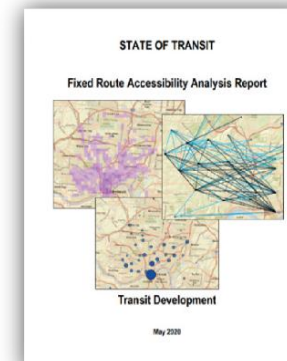 STATE OF TRANSIT
Fixed Route Accessibility Analysis Report
Transit Development
May 2020